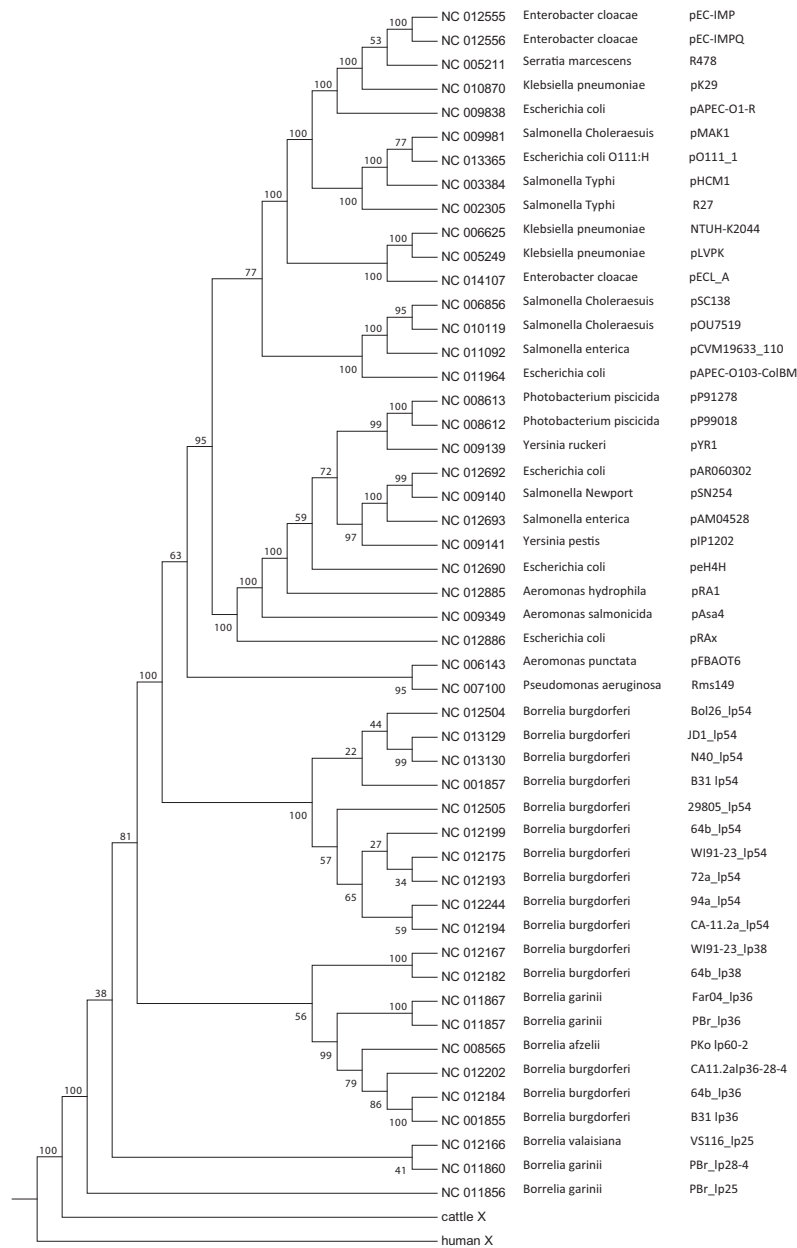 100 NC 012555 Enterobacter cloacae pEC-IMP
53 NC 012556 Enterobacter cloacae pEC-IMPQ
100 NC 005211 Serratia marcescens R478
100 NC 010870 Klebsiella pneumoniae pK29
NC 009838 Escherichia coli pAPEC-O1-R
100 77 NC 009981 Salmonella Choleraesuis pMAK1
100 NC 013365 Escherichia coli O111:H pO111_1
NC 003384 Salmonella Typhi pHCM1
100 100 NC 002305 Salmonella Typhi R27
100 NC 006625 Klebsiella pneumoniae NTUH-K2044
NC 005249 Klebsiella pneumoniae pLVPK
77 100 NC 014107 Enterobacter cloacae pECL_A
95 NC 006856 Salmonella Choleraesuis pSC138
100 NC 010119 Salmonella Choleraesuis pOU7519
NC 011092 Salmonella enterica pCVM19633_110
100 NC 011964 Escherichia coli pAPEC-O103-ColBM
100 NC 008613 Photobacterium piscicida pP91278
99 NC 008612 Photobacterium piscicida pP99018
95 NC 009139 Yersinia ruckeri pYR1
72 99 NC 012692 Escherichia coli pAR060302
100 NC 009140 Salmonella Newport pSN254
59 NC 012693 Salmonella enterica pAM04528
97 NC 009141 Yersinia pestis pIP1202
63 100 NC 012690 Escherichia coli peH4H
100 NC 012885 Aeromonas hydrophila pRA1
NC 009349 Aeromonas salmonicida pAsa4
100 NC 012886 Escherichia coli pRAx
NC 006143 Aeromonas punctata pFBAOT6
100 95 NC 007100 Pseudomonas aeruginosa Rms149
44 NC 012504 Borrelia burgdorferi Bol26_lp54
NC 013129 Borrelia burgdorferi JD1_lp54
22 99 NC 013130 Borrelia burgdorferi N40_lp54
NC 001857 Borrelia burgdorferi B31 lp54
100 NC 012505 Borrelia burgdorferi 29805_lp54
81 27 NC 012199 Borrelia burgdorferi 64b_lp54
57 NC 012175 Borrelia burgdorferi WI91-23_lp54
34 NC 012193 Borrelia burgdorferi 72a_lp54
65 NC 012244 Borrelia burgdorferi 94a_lp54
59 NC 012194 Borrelia burgdorferi CA-11.2a_lp54
100 NC 012167 Borrelia burgdorferi WI91-23_lp38
NC 012182 Borrelia burgdorferi 64b_lp38
38 56 100 NC 011867 Borrelia garinii Far04_lp36
NC 011857 Borrelia garinii PBr_lp36
99 NC 008565 Borrelia afzelii PKo lp60-2
79 NC 012202 Borrelia burgdorferi CA11.2alp36-28-4
100 86 NC 012184 Borrelia burgdorferi 64b_lp36
100 NC 001855 Borrelia burgdorferi B31 lp36
100 NC 012166 Borrelia valaisiana VS116_lp25
41 NC 011860 Borrelia garinii PBr_lp28-4
NC 011856 Borrelia garinii PBr_lp25
cattle X
human X